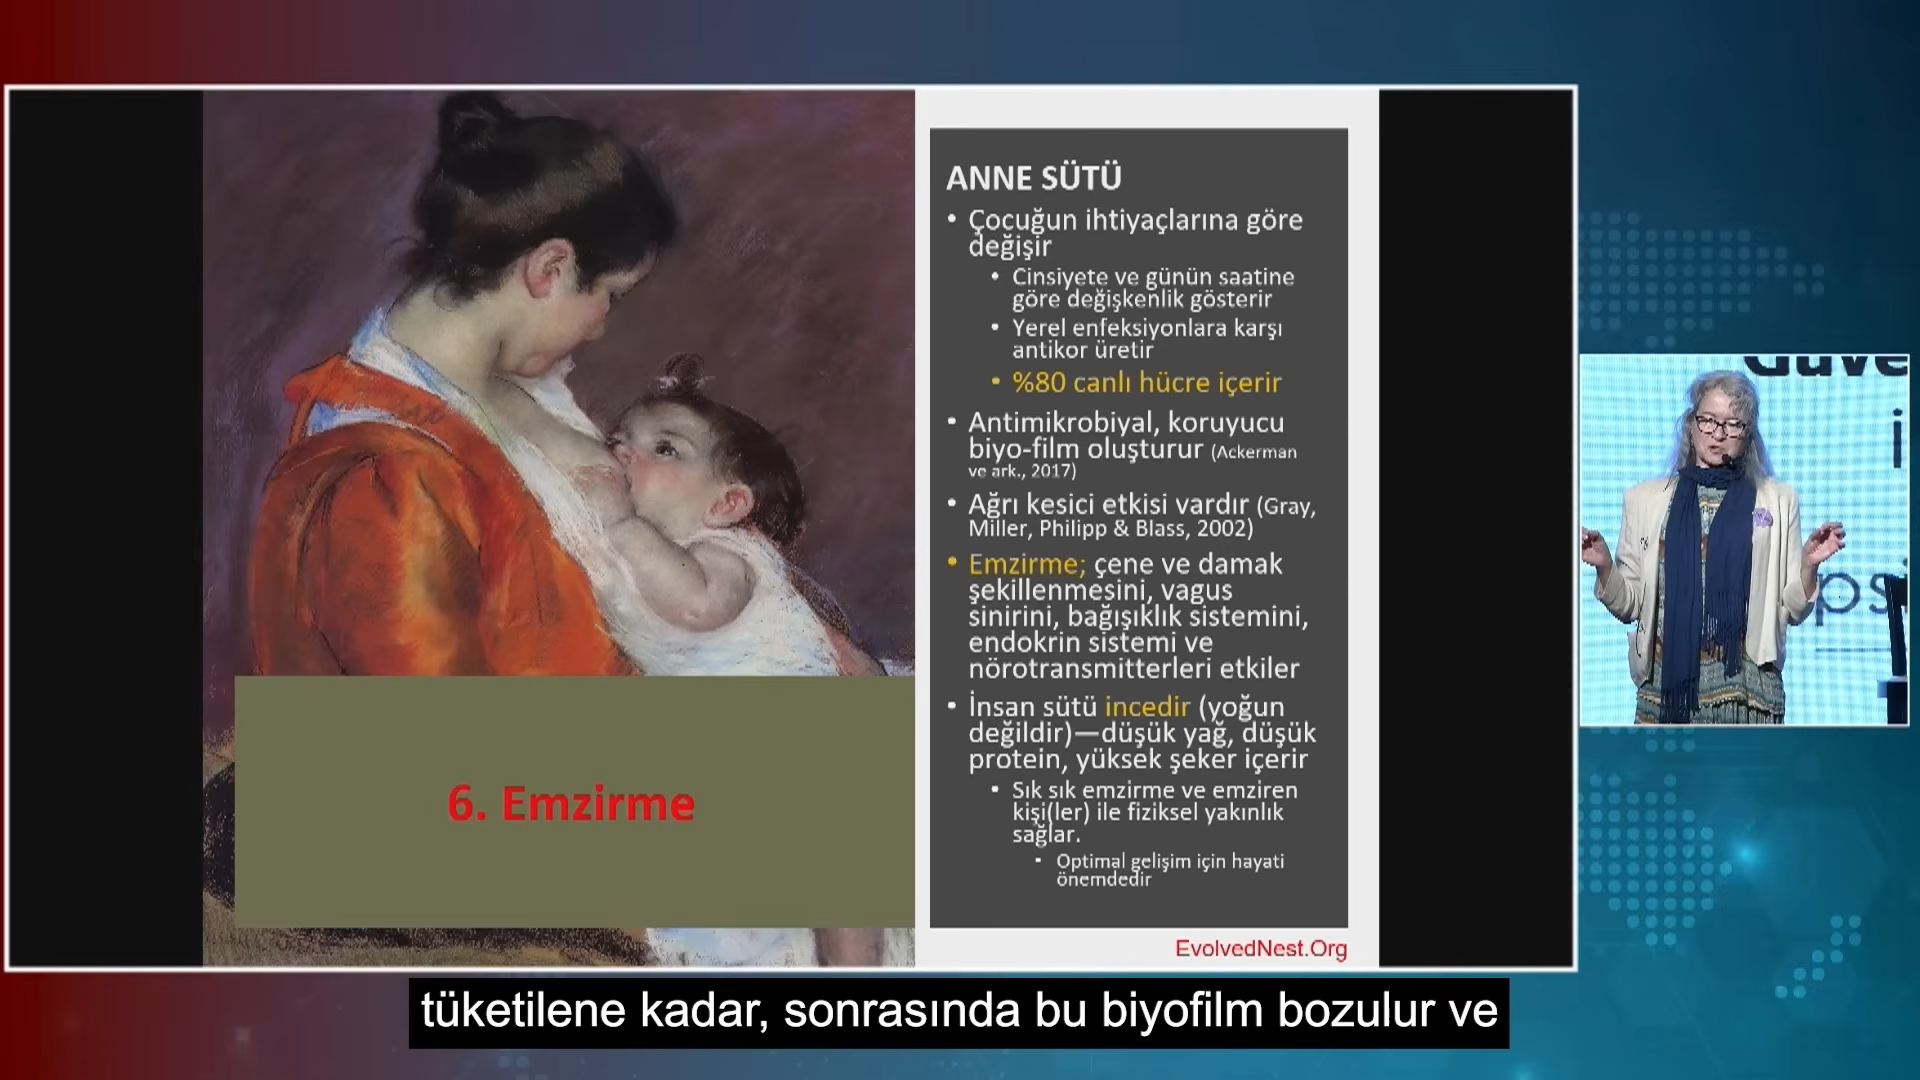 ANNE SÜTÜ
• Çocuğun ihtiyaçlarına göre
değişir
• Cinsiyete ve günün saatine
göre değişkenlik gösterir
• Yerel enfeksiyonlara karşı
antikor üretir
• %80 canlı hücre içerir
• Antimikrobiyal, koruyucu
biyo-film oluşturur (Ackerman
ve ark., 2017)
• Ağrı kesici etkisi vardır (Gray,
Miller, Philipp & Blass, 2002)
• Emzirme; çene ve damak
şekillenmesini, vagus
sinirini, bağışıklık sistemini,
endokrin sistemi ve
nörotransmitterleri etkiler
• İnsan sütü incedir (yoğun
değildir)—düşük yağ, düşük
protein, yüksek şeker içerir
• Sık sık emzirme ve emziren
kişi(ler) ile fiziksel yakınlık
sağlar.
▪ Optimal gelişim için hayati
önemdedir
6. Emzirme
EvolvedNest.Org
tüketilene kadar, sonrasında bu biyofilm bozulur ve